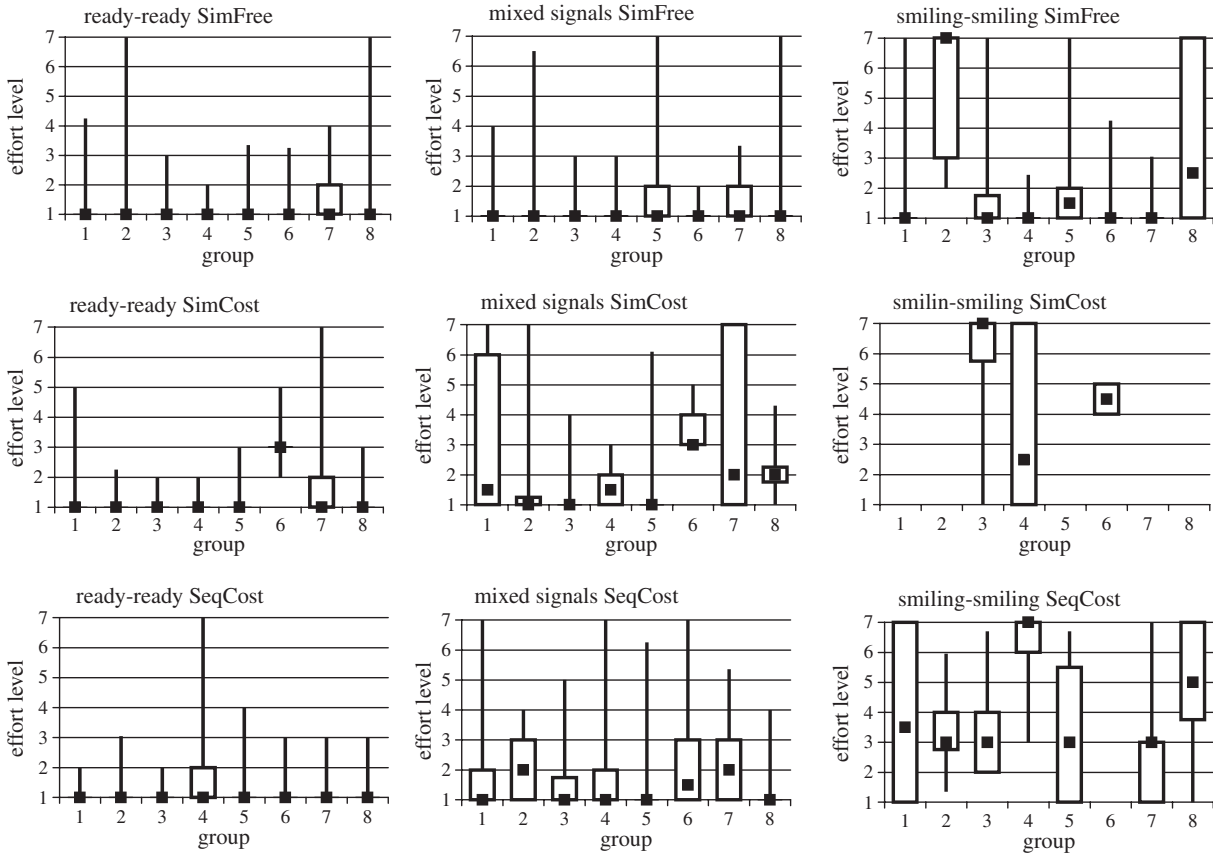 ready-ready SimFree
mixed signals SimFree
smiling-smiling SimFree
effort level
7
6
5
4
3
2
1
1 2 3 4 5 6 7 8
group
effort level
7
6
5
4
3
2
1
1 2 3 4 5 6 7 8
group
effort level
7
6
5
4
3
2
1
1 2 3 4 5 6 7 8
group
ready-ready SimCost
mixed signals SimCost
smilin-smiling SimCost
effort level
7
6
5
4
3
2
1
1 2 3 4 5 6 7 8
group
effort level
7
6
5
4
3
2
1
1 2 3 4 5 6 7 8
group
effort level
7
6
5
4
3
2
1
1 2 3 4 5 6 7 8
group
ready-ready SeqCost
mixed signals SeqCost
smiling-smiling SeqCost
effort level
7
6
5
4
3
2
1
1 2 3 4 5 6 7 8
group
effort level
7
6
5
4
3
2
1
1 2 3 4 5 6 7 8
group
effort level
7
6
5
4
3
2
1
1 2 3 4 5 6 7 8
group